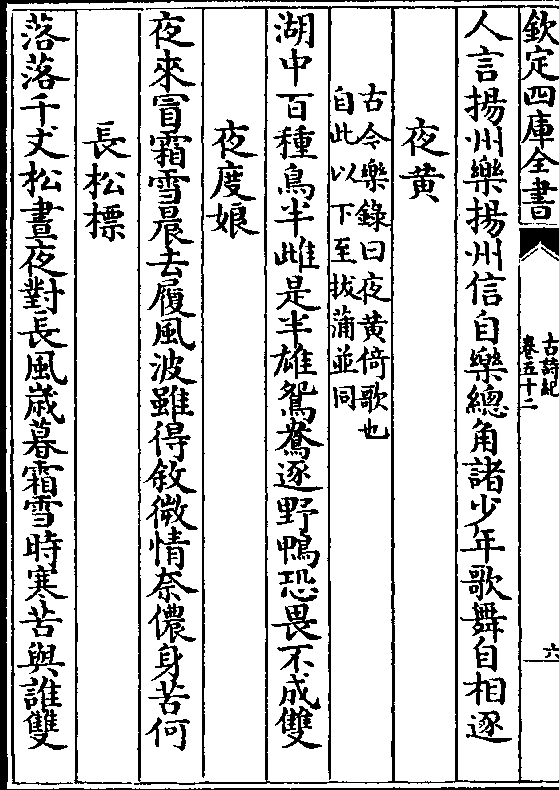 欽定四庫全書
古詩紀
卷五十二
六
人言揚州樂揚州信自樂總角諸少年歌舞自相逐
夜黄
古今樂錄曰夜黄倚歌也
自此以下至拔蒲並同
湖中百種鳥半雌是半雄鴛鴦逐野鴨恐畏不成雙
夜度娘
夜來冒霜雪晨去履風波雖得敘微情奈儂身苦何
長松標
落落千丈松晝夜對長風歲暮霜雪時寒苦與誰雙